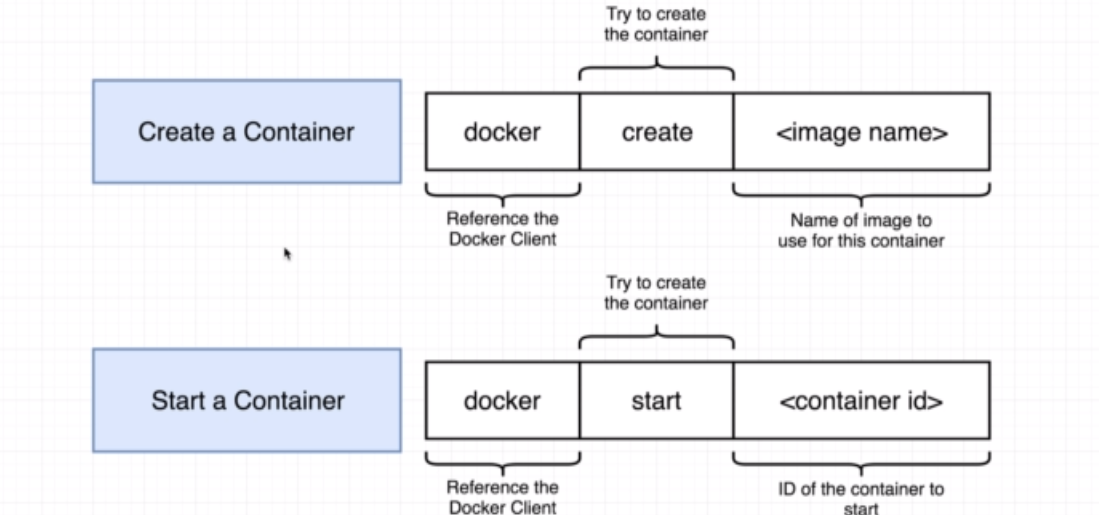 Try to create
the container
Create a Container
docker
create
<image name>
Reference the
Docker Client
Name of image to
use for this container
Try to create
the container
Start a Container
docker
start
<container id>
Reference the
Docker Client
ID of the container to
start